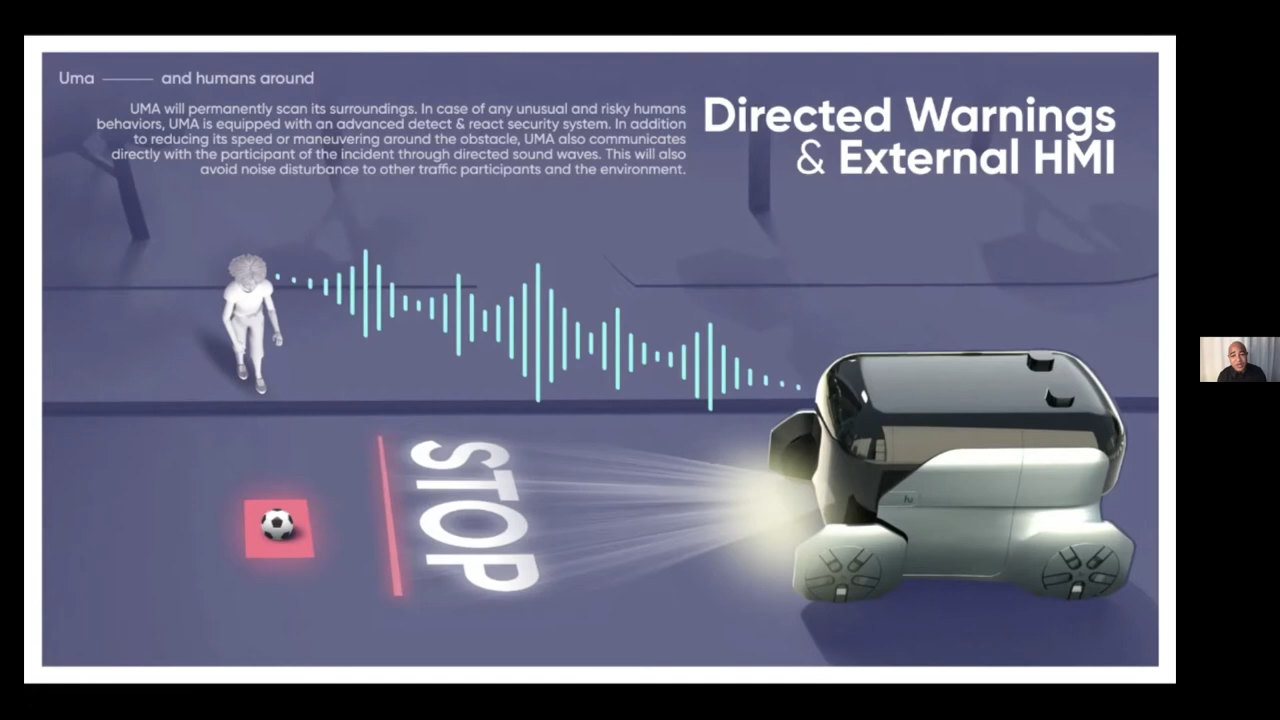 Uma —— and humans around
UMA will permanently scan its surroundings. In case of any unusual and risky humans
behaviors, UMA is equipped with an advanced detect & react security system. In addition
to reducing its speed or maneuvering around the obstacle, UMA also communicates
directly with the participant of the incident through directed sound waves. This will also
avoid noise disturbance to other traffic participants and the environment.
Directed Warnings
& External HMI
STOP